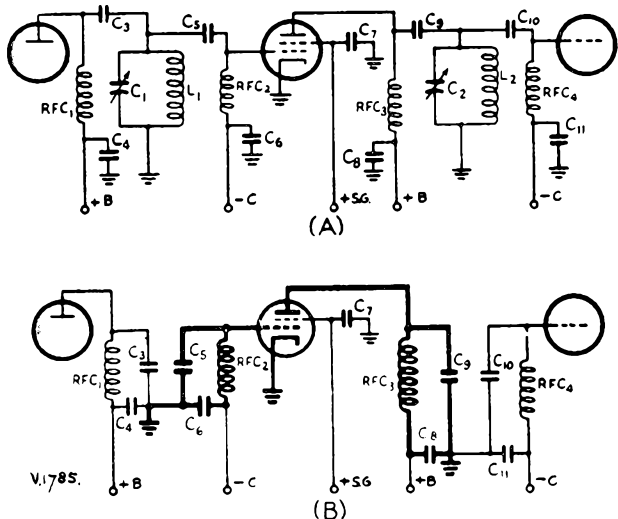 C3
C5
C7
C9
C10
RFC1
C1
L1
RFC2
RFC3
C2
L2
RFC4
C4
C6
C8
C11
+B
-C
+S.G.
+B
-C
(A)
C7
C3
C5
RFC1
RFC2
RFC3
C9
C10
RFC4
C4
C6
C8
C11
V.1785.
+B
-C
+S.G
+B
-C
(B)